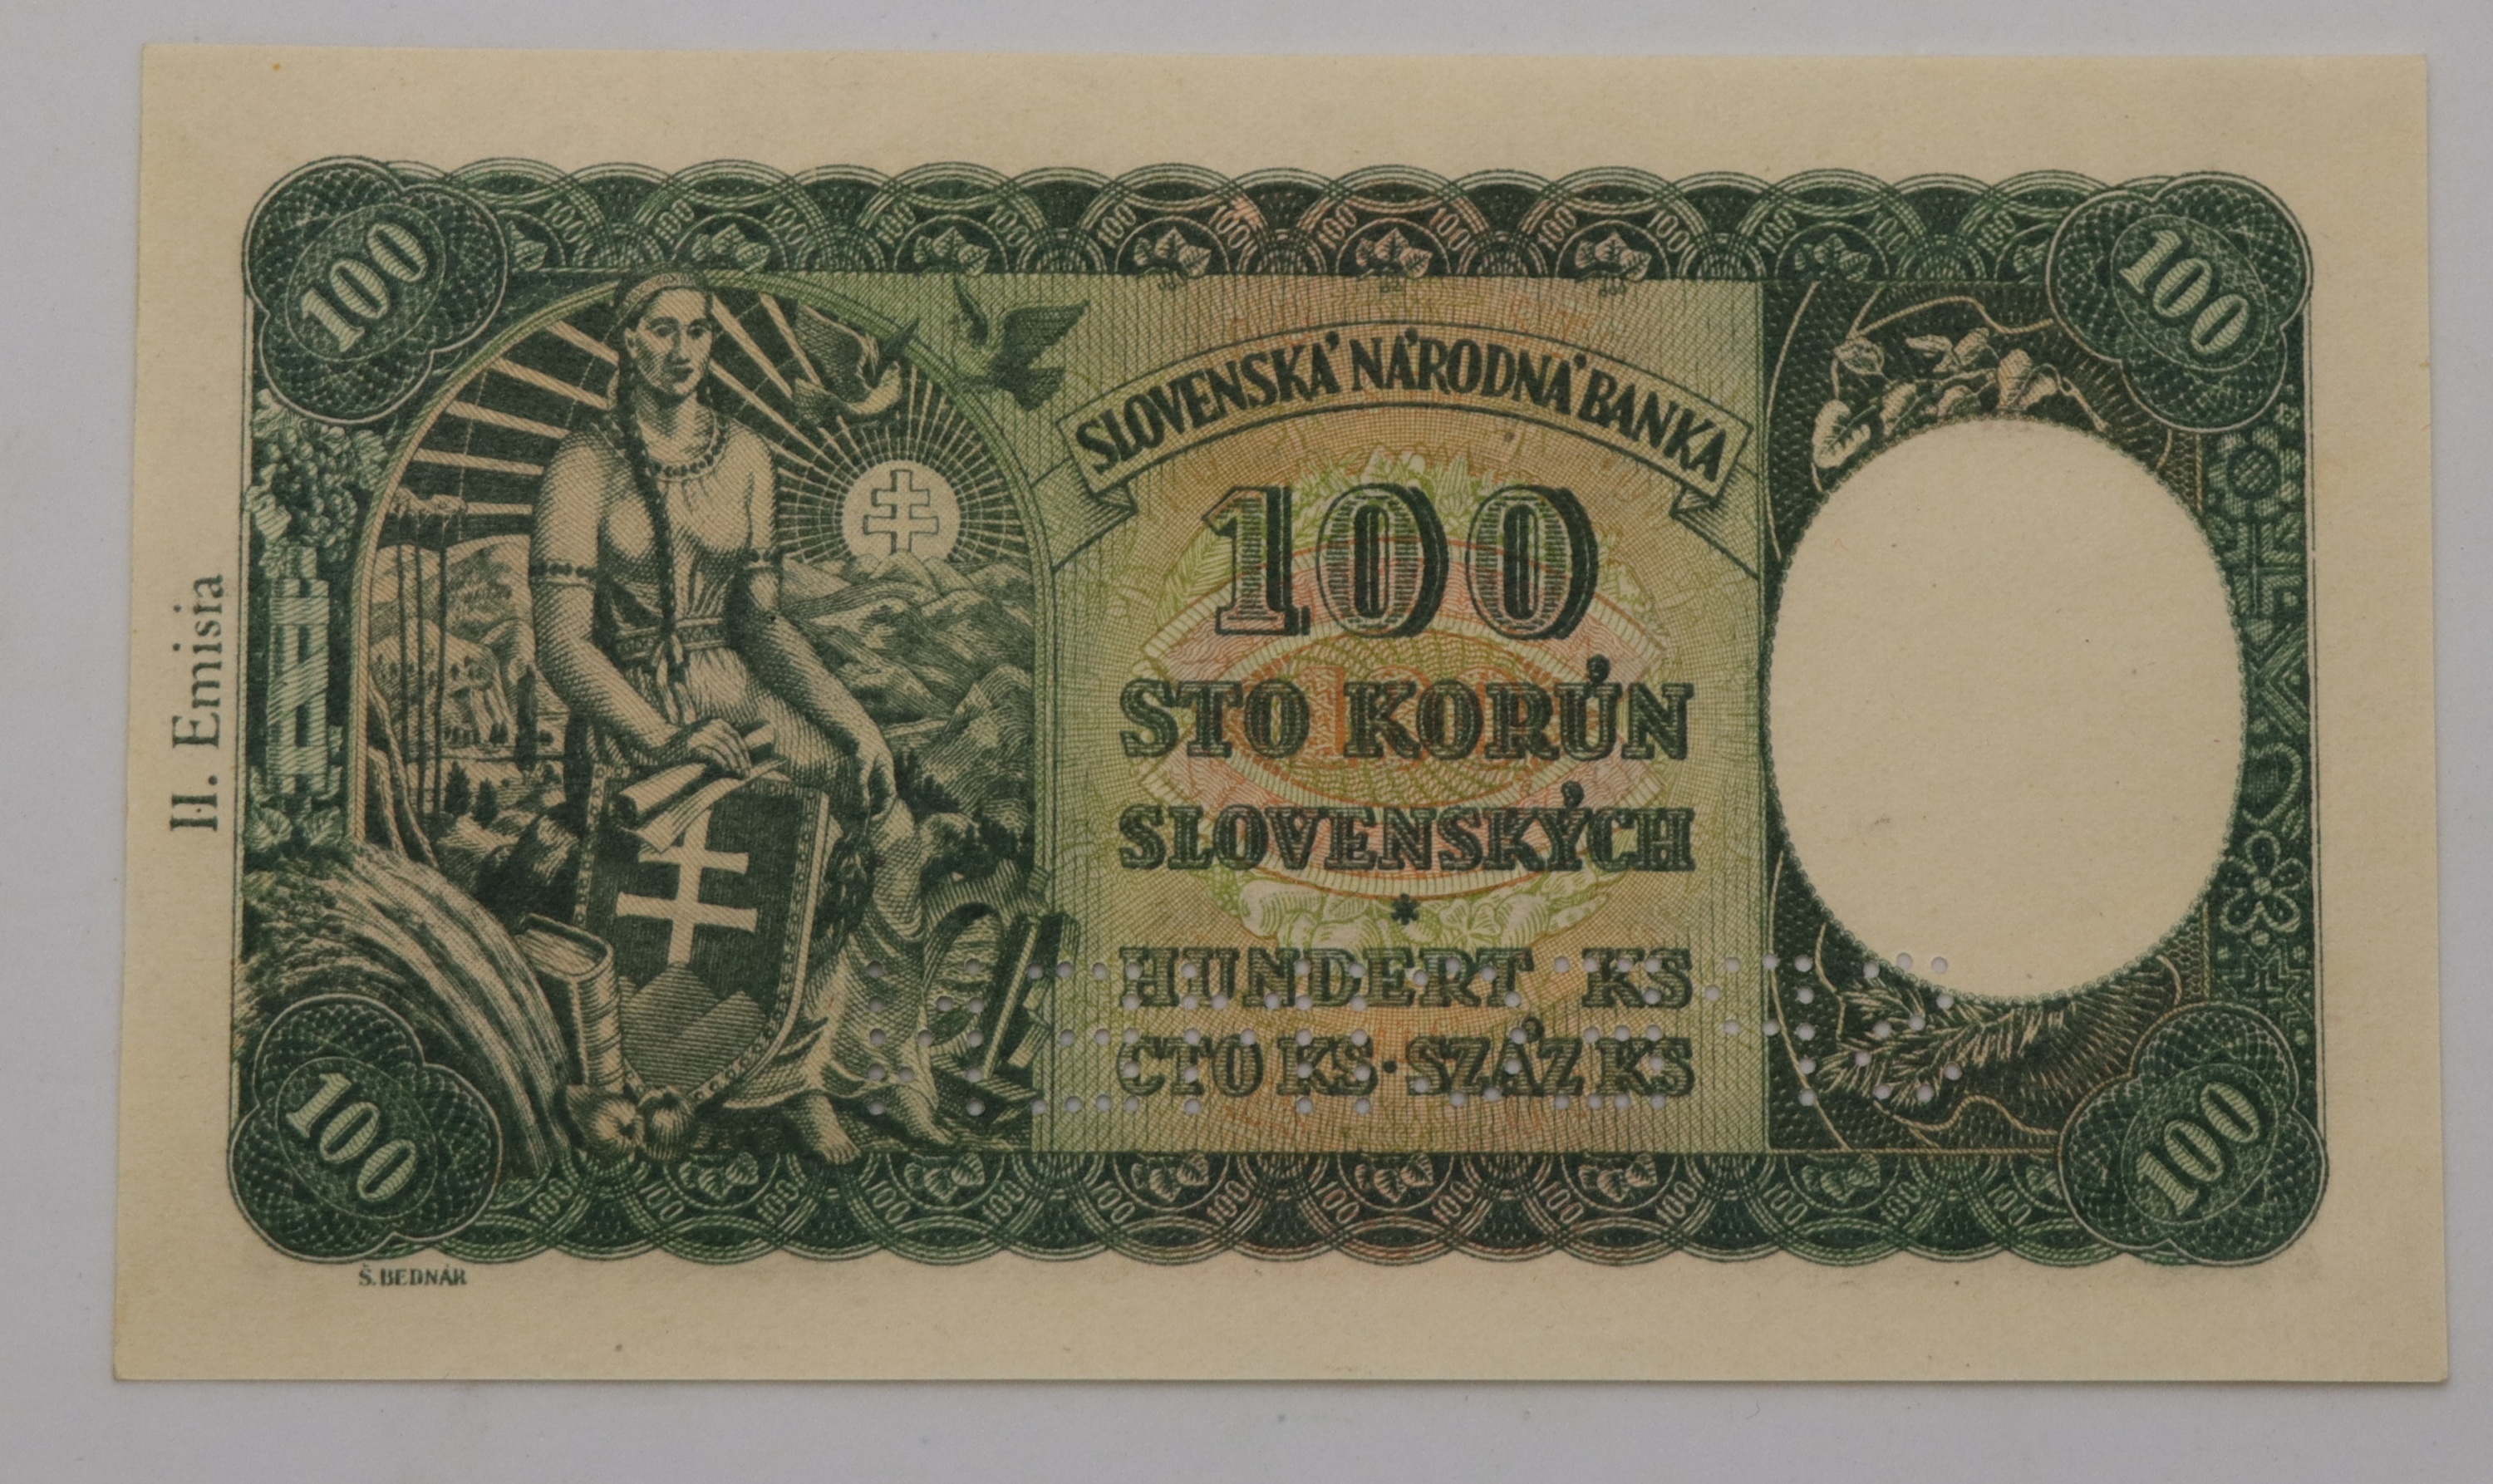 100
100
SLOVENSKÁ NÁRODNÁ BANKA
100
STO KORÚN
SLOVENSKÝCH
*
HUNDERT KS
СТО KS · SZÁZ KS
II. Emisia
100
100
Š. BEDNÁR